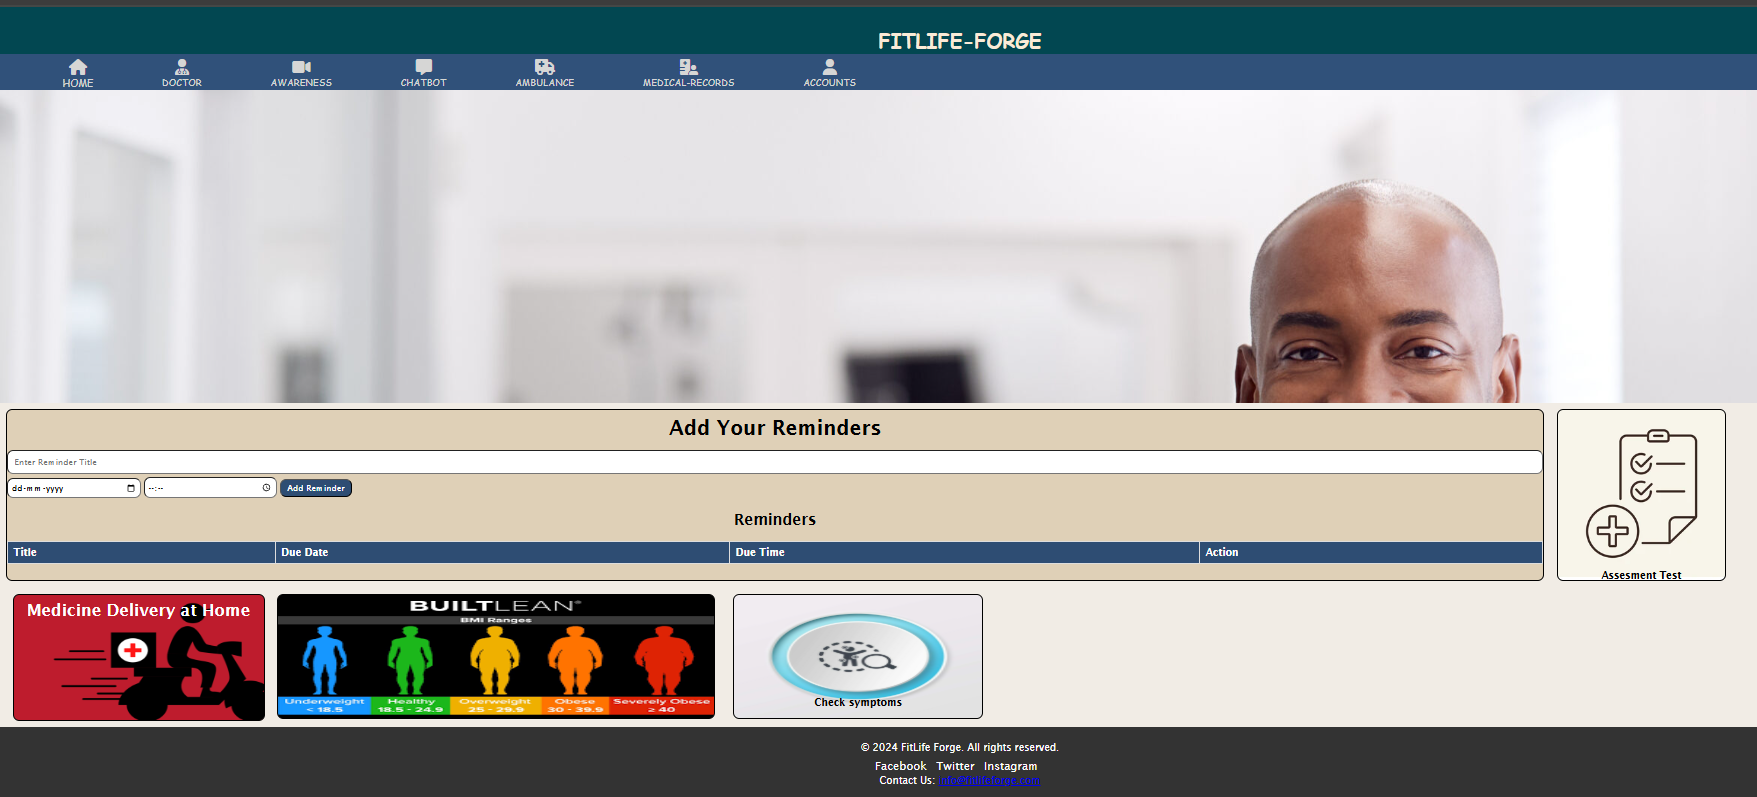 FITLIFE-FORGE
HOME DOCTOR AWARENESS CHATBOT AMBULANCE MEDICAL-RECORDS ACCOUNTS
Add Your Reminders
Enter Reminder Title
dd-mm-yyyy --:-- Add Reminder
Reminders
Title Due Date Due Time Action
Assesment Test
Medicine Delivery at Home
BUILTLEAN®
BMI Ranges
Underweight Healthy Overweight Obese Severely Obese
< 18.5 18.5 - 24.9 25 - 29.9 30 - 39.9 ≥ 40
Check symptoms
© 2024 FitLife Forge. All rights reserved.
Facebook Twitter Instagram
Contact Us: info@fitlifeforge.com